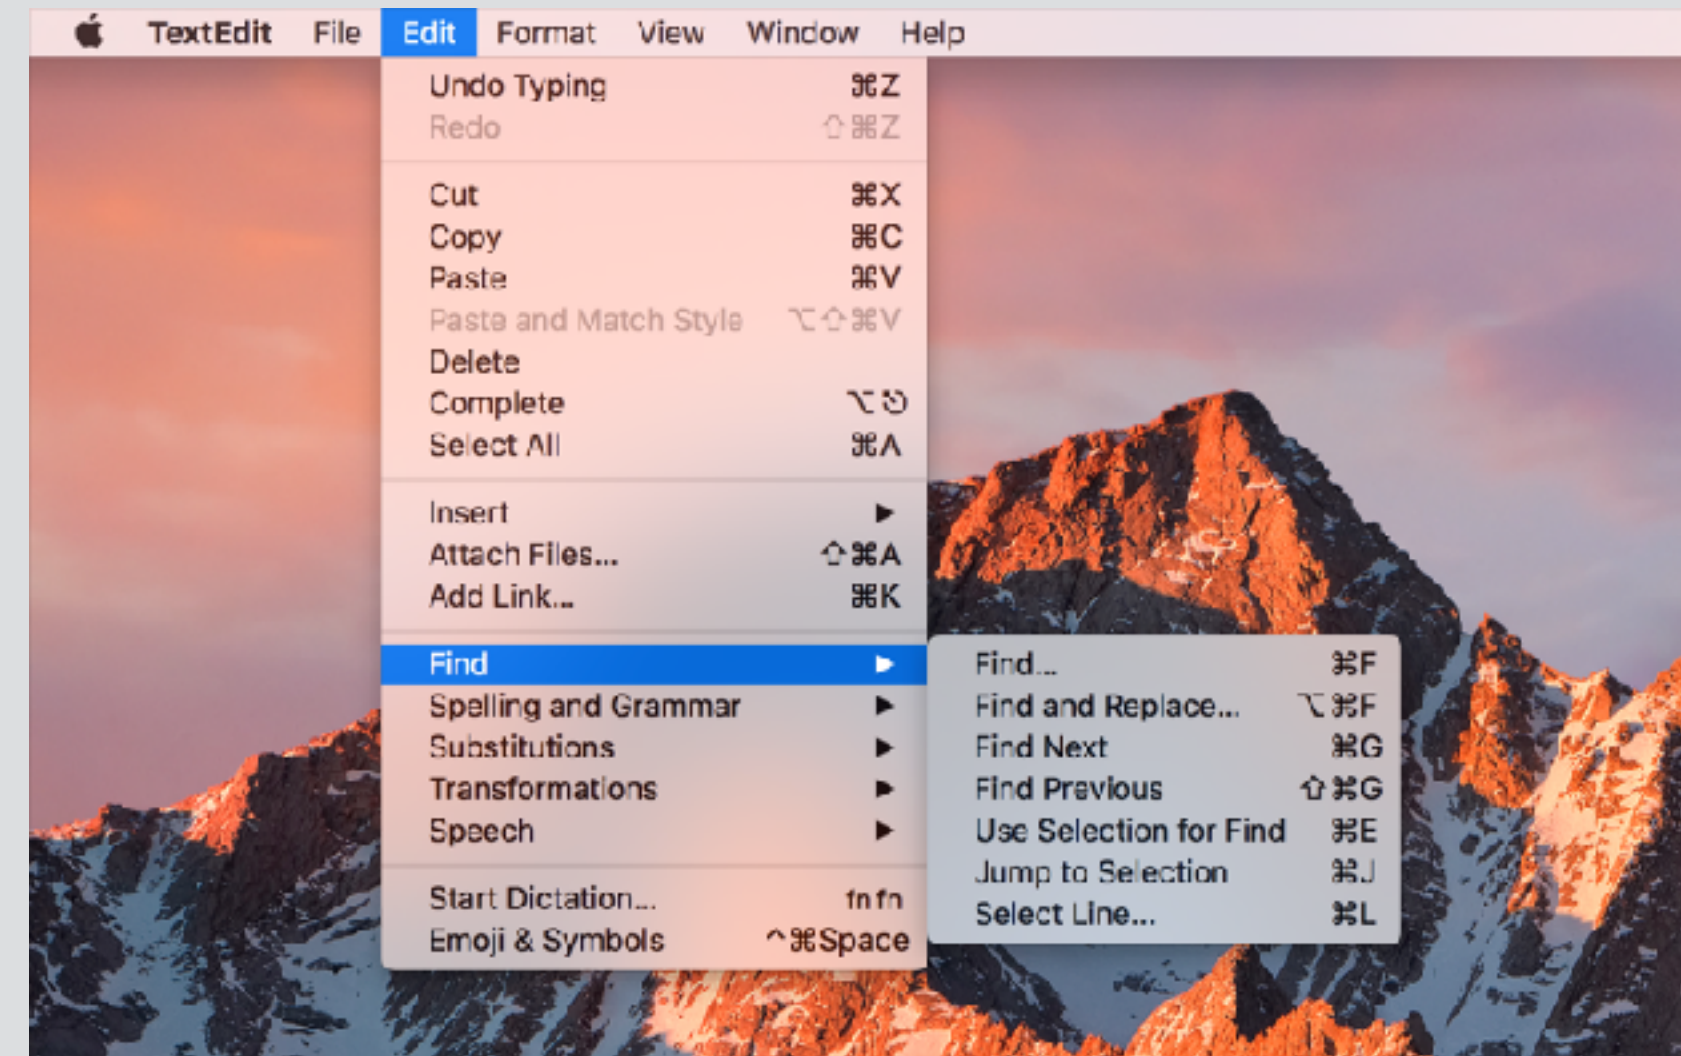 TextEdit File Edit Format View Window Help
Undo Typing ⌘Z
Redo ⇧⌘Z
Cut ⌘X
Copy ⌘C
Paste ⌘V
Paste and Match Style ⌥⇧⌘V
Delete
Complete ⌥⎋
Select All ⌘A
Insert ▶
Attach Files... ⇧⌘A
Add Link... ⌘K
Find ▶
Spelling and Grammar ▶
Substitutions ▶
Transformations ▶
Speech ▶
Start Dictation... fn fn
Emoji & Symbols ^⌘Space
Find... ⌘F
Find and Replace... ⌥⌘F
Find Next ⌘G
Find Previous ⇧⌘G
Use Selection for Find ⌘E
Jump to Selection ⌘J
Select Line... ⌘L